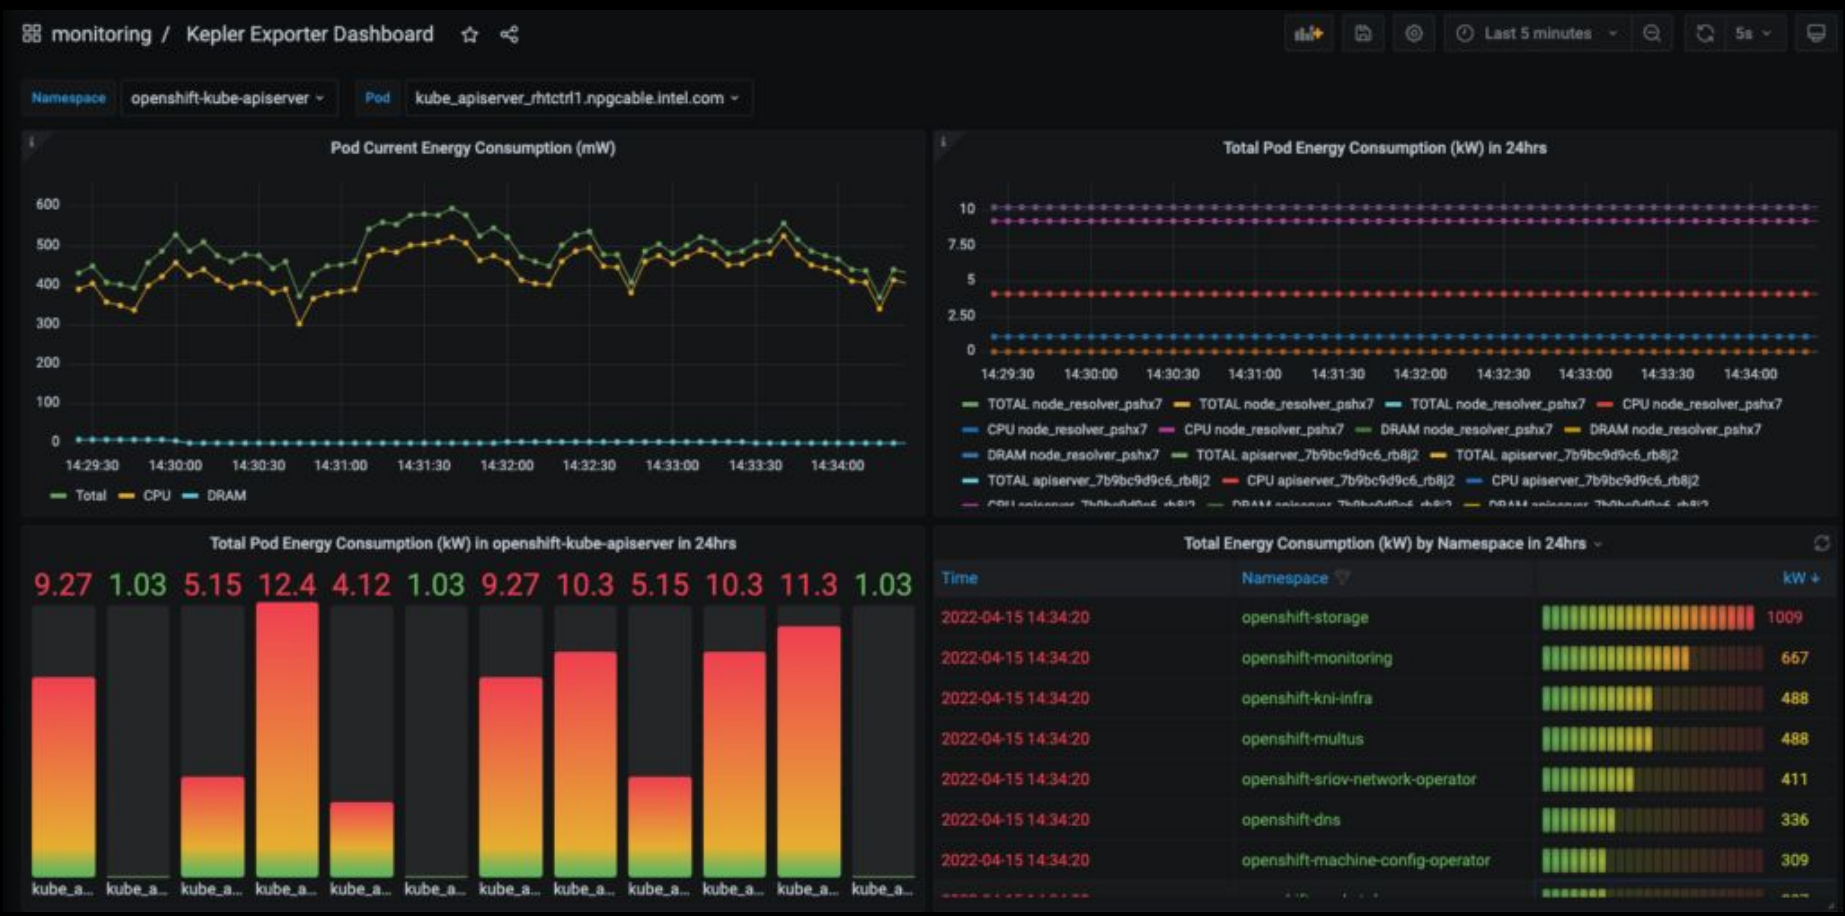 monitoring / Kepler Exporter Dashboard
Last 5 minutes
5s
Namespace openshift-kube-apiserver Pod kube_apiserver_rhtctrl1.npgcable.intel.com
Pod Current Energy Consumption (mW)
600
500
400
300
200
100
0
14:29:30 14:30:00 14:30:30 14:31:00 14:31:30 14:32:00 14:32:30 14:33:00 14:33:30 14:34:00
Total CPU DRAM
Total Pod Energy Consumption (kW) in 24hrs
10
7.50
5
2.50
0
14:29:30 14:30:00 14:30:30 14:31:00 14:31:30 14:32:00 14:32:30 14:33:00 14:33:30 14:34:00
TOTAL node_resolver_pshx7 TOTAL node_resolver_pshx7 TOTAL node_resolver_pshx7 CPU node_resolver_pshx7
CPU node_resolver_pshx7 CPU node_resolver_pshx7 DRAM node_resolver_pshx7 DRAM node_resolver_pshx7
DRAM node_resolver_pshx7 TOTAL apiserver_7b9bc9d9c6_rb8j2 TOTAL apiserver_7b9bc9d9c6_rb8j2
TOTAL apiserver_7b9bc9d9c6_rb8j2 CPU apiserver_7b9bc9d9c6_rb8j2 CPU apiserver_7b9bc9d9c6_rb8j2
CPU apiserver_7b9bc9d9c6_rb8j2 DRAM apiserver_7b9bc9d9c6_rb8j2 DRAM apiserver_7b9bc9d9c6_rb8j2
Total Pod Energy Consumption (kW) in openshift-kube-apiserver in 24hrs
9.27 1.03 5.15 12.4 4.12 1.03 9.27 10.3 5.15 10.3 11.3 1.03
kube_a... kube_a... kube_a... kube_a... kube_a... kube_a... kube_a... kube_a... kube_a... kube_a... kube_a... kube_a...
Total Energy Consumption (kW) by Namespace in 24hrs
Time Namespace kW
2022-04-15 14:34:20 openshift-storage 1009
2022-04-15 14:34:20 openshift-monitoring 667
2022-04-15 14:34:20 openshift-kni-infra 488
2022-04-15 14:34:20 openshift-multus 488
2022-04-15 14:34:20 openshift-sriov-network-operator 411
2022-04-15 14:34:20 openshift-dns 336
2022-04-15 14:34:20 openshift-machine-config-operator 309